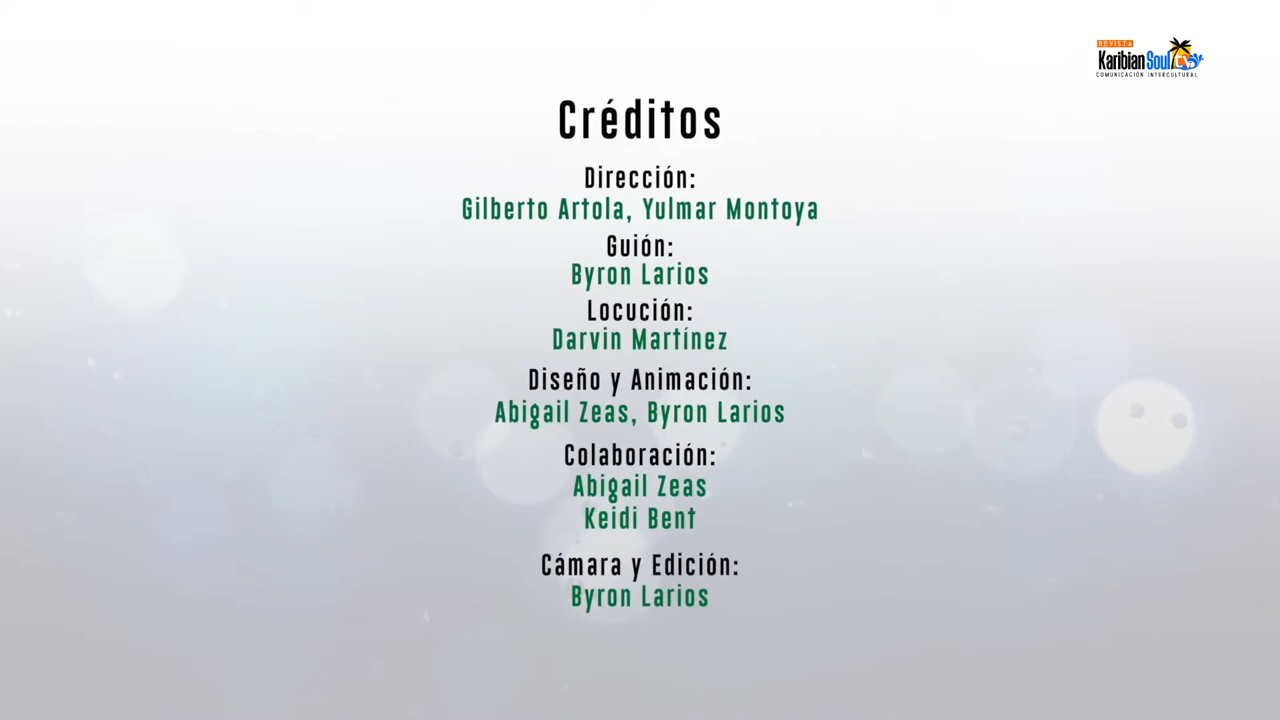 REVISTA
Karibian Soul TV
COMUNICACIÓN INTERCULTURAL
Créditos
Dirección:
Gilberto Artola, Yulmar Montoya
Guión:
Byron Larios
Locución:
Darvin Martínez
Diseño y Animación:
Abigail Zeas, Byron Larios
Colaboración:
Abigail Zeas
Keidi Bent
Cámara y Edición:
Byron Larios